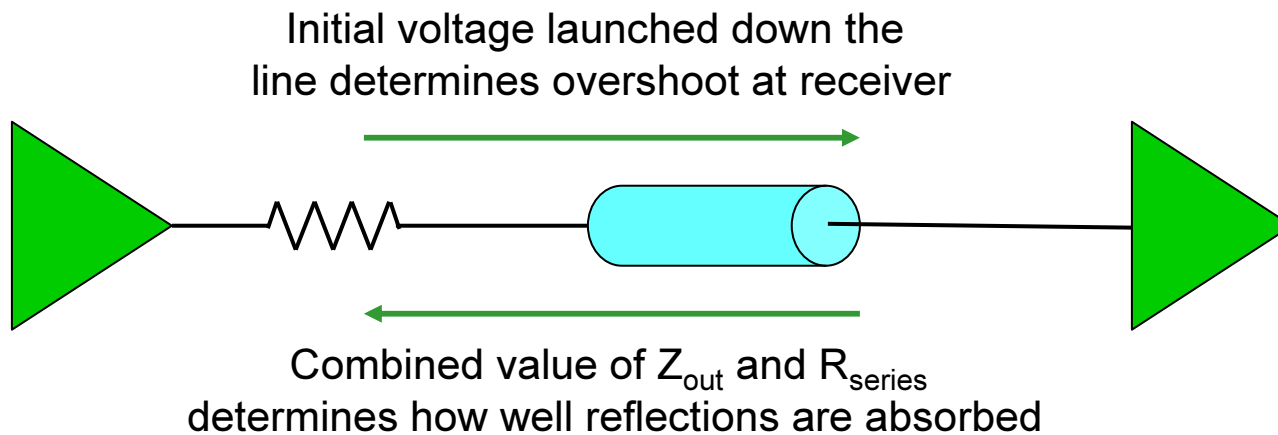 Initial voltage launched down the
line determines overshoot at receiver
Combined value of Zout and Rseries
determines how well reflections are absorbed